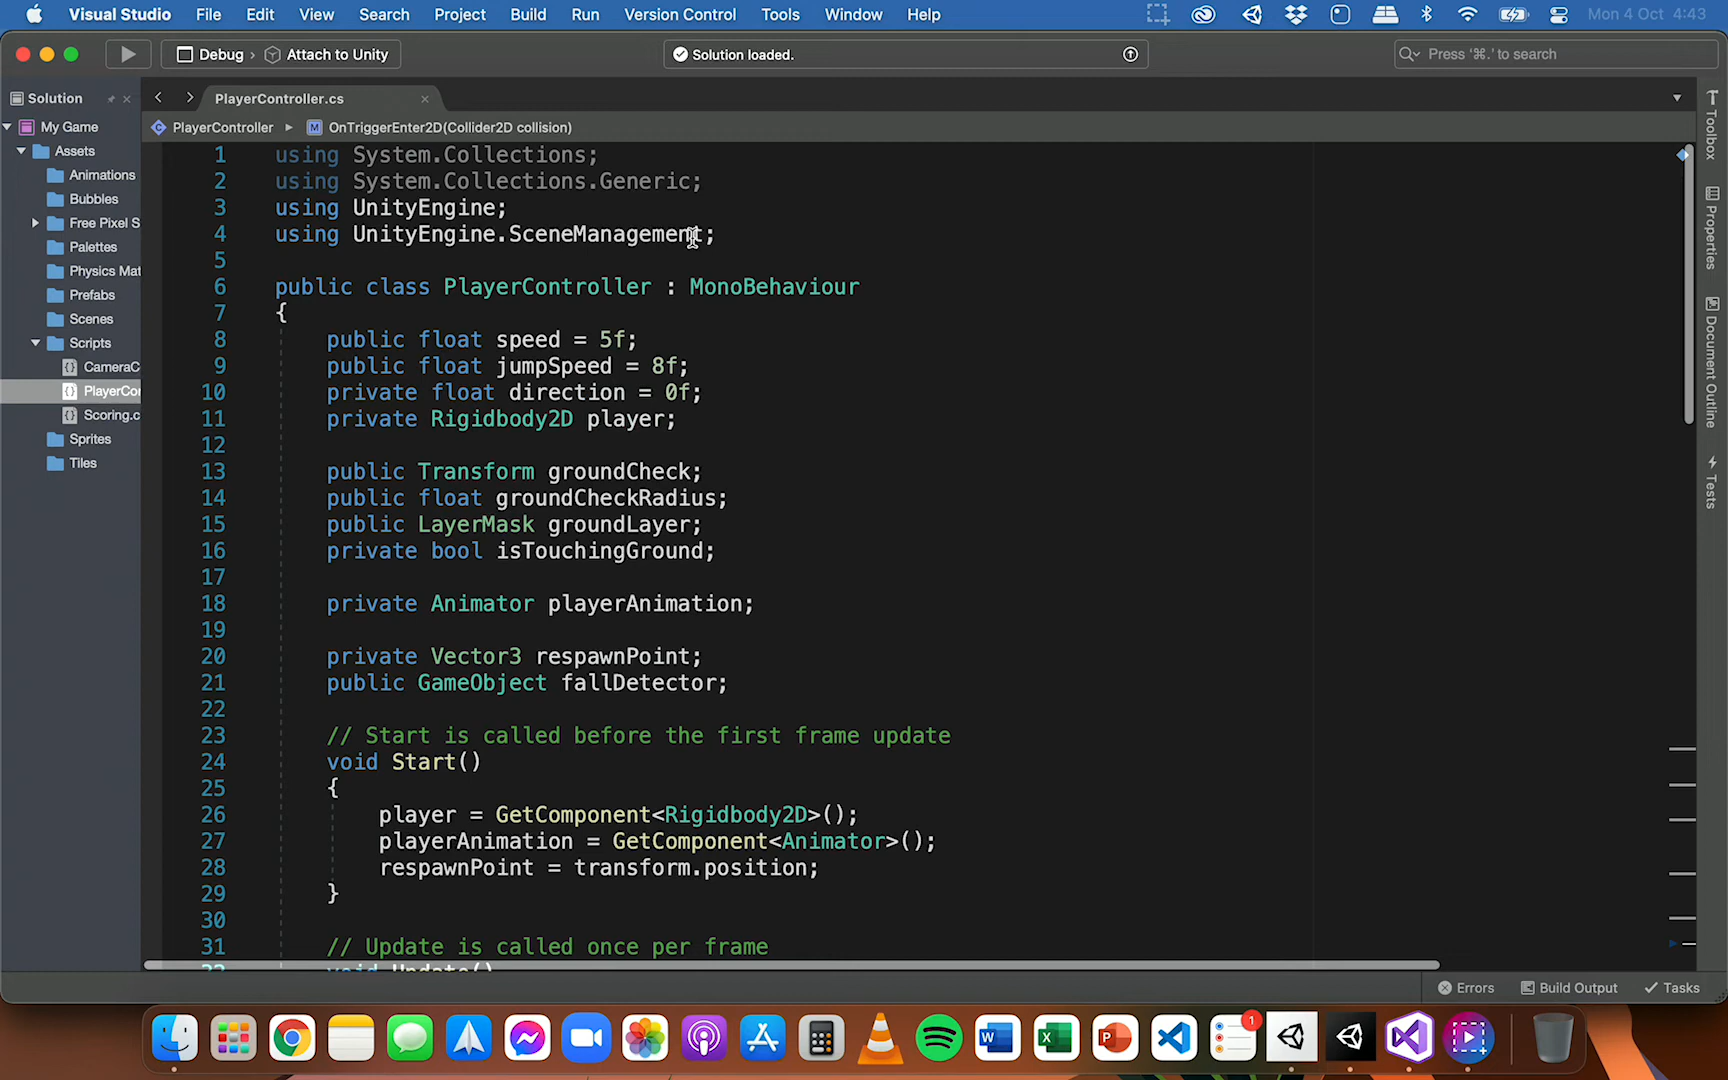 Visual Studio File Edit View Search Project Build Run Version Control Tools Window Help Mon 4 Oct 4:43
Debug › Attach to Unity Solution loaded. Press '⌘.' to search
Solution PlayerController.cs
PlayerController OnTriggerEnter2D(Collider2D collision)
My Game
Assets
Animations
Bubbles
Free Pixel S
Palettes
Physics Mat
Prefabs
Scenes
Scripts
CameraC
PlayerCon
Scoring.c
Sprites
Tiles
1 using System.Collections;
2 using System.Collections.Generic;
3 using UnityEngine;
4 using UnityEngine.SceneManagement;
5
6 public class PlayerController : MonoBehaviour
7 {
8 public float speed = 5f;
9 public float jumpSpeed = 8f;
10 private float direction = 0f;
11 private Rigidbody2D player;
12
13 public Transform groundCheck;
14 public float groundCheckRadius;
15 public LayerMask groundLayer;
16 private bool isTouchingGround;
17
18 private Animator playerAnimation;
19
20 private Vector3 respawnPoint;
21 public GameObject fallDetector;
22
23 // Start is called before the first frame update
24 void Start()
25 {
26 player = GetComponent<Rigidbody2D>();
27 playerAnimation = GetComponent<Animator>();
28 respawnPoint = transform.position;
29 }
30
31 // Update is called once per frame
32 void Update()
Toolbox
Properties
Document Outline
Tests
Errors Build Output Tasks
1